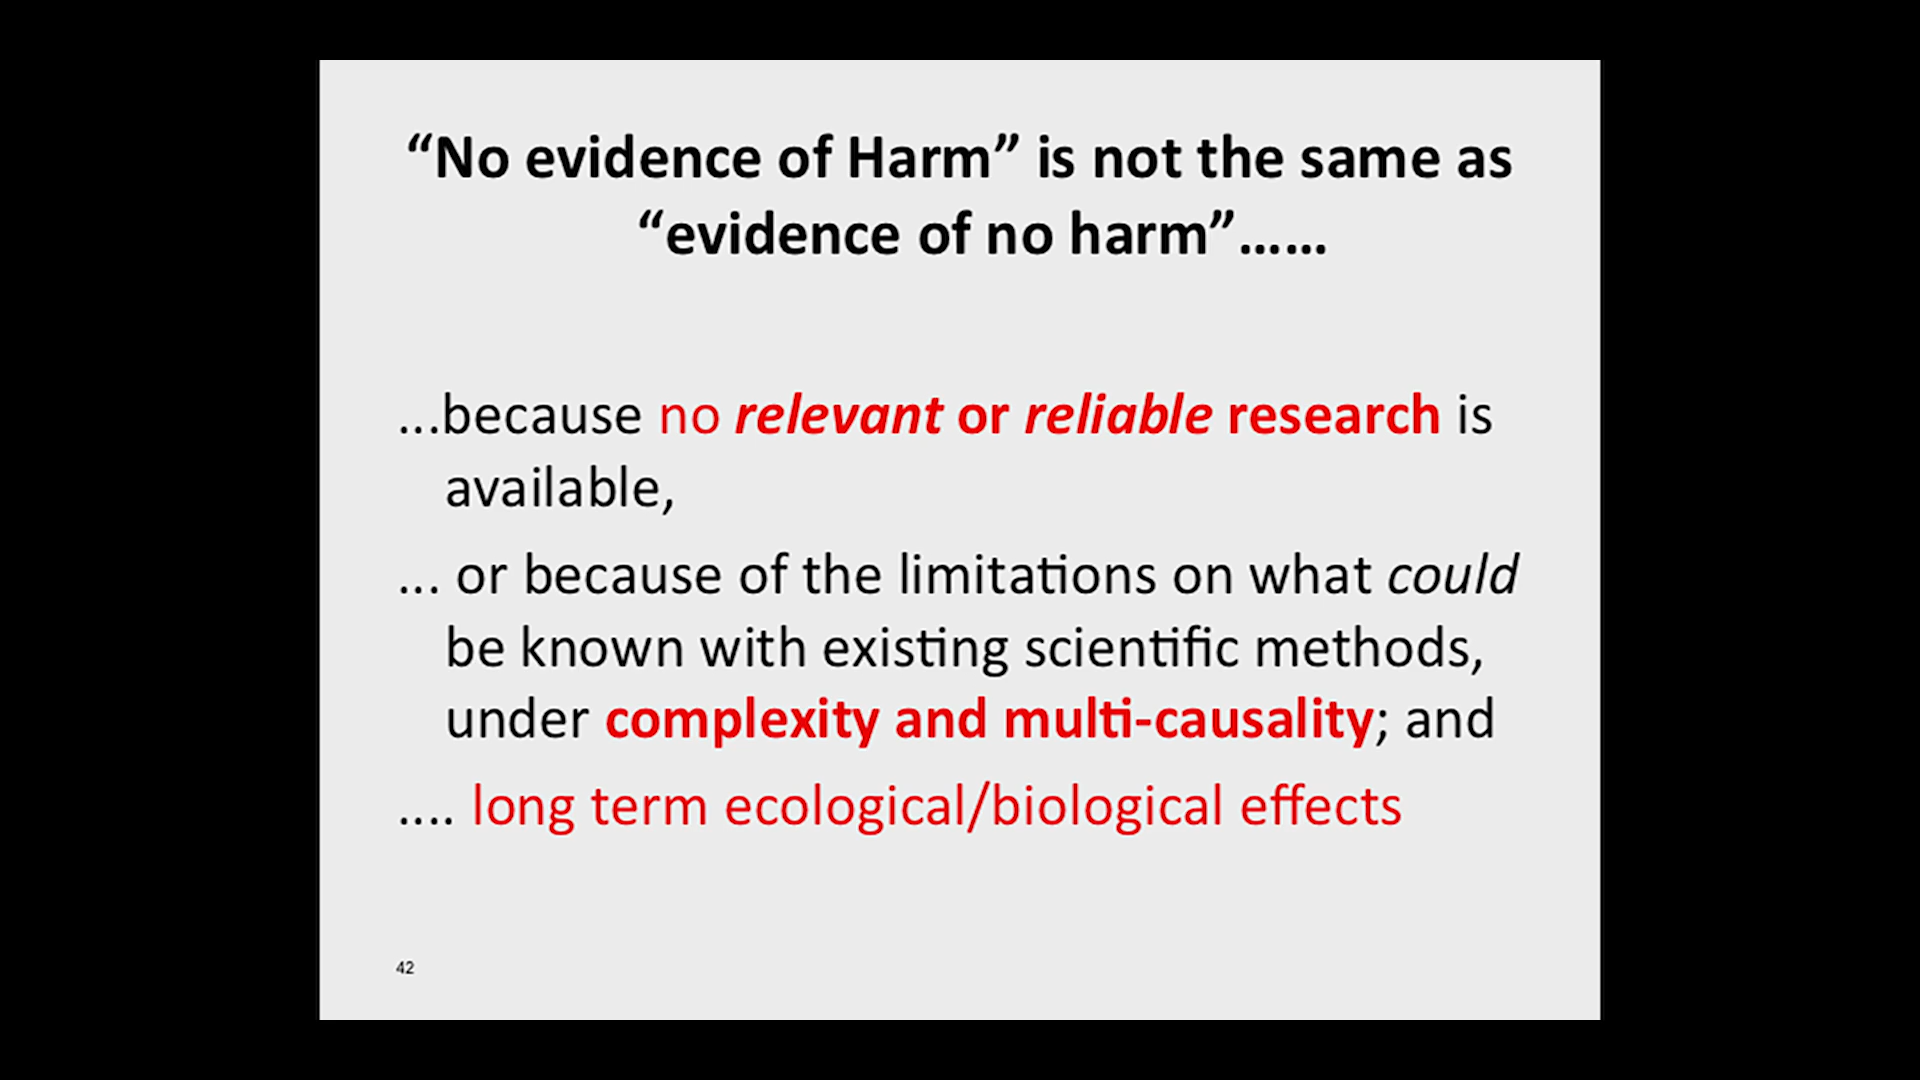 “No evidence of Harm” is not the same as
“evidence of no harm”……
...because no relevant or reliable research is
available,
... or because of the limitations on what could
be known with existing scientific methods,
under complexity and multi-causality; and
.... long term ecological/biological effects
42